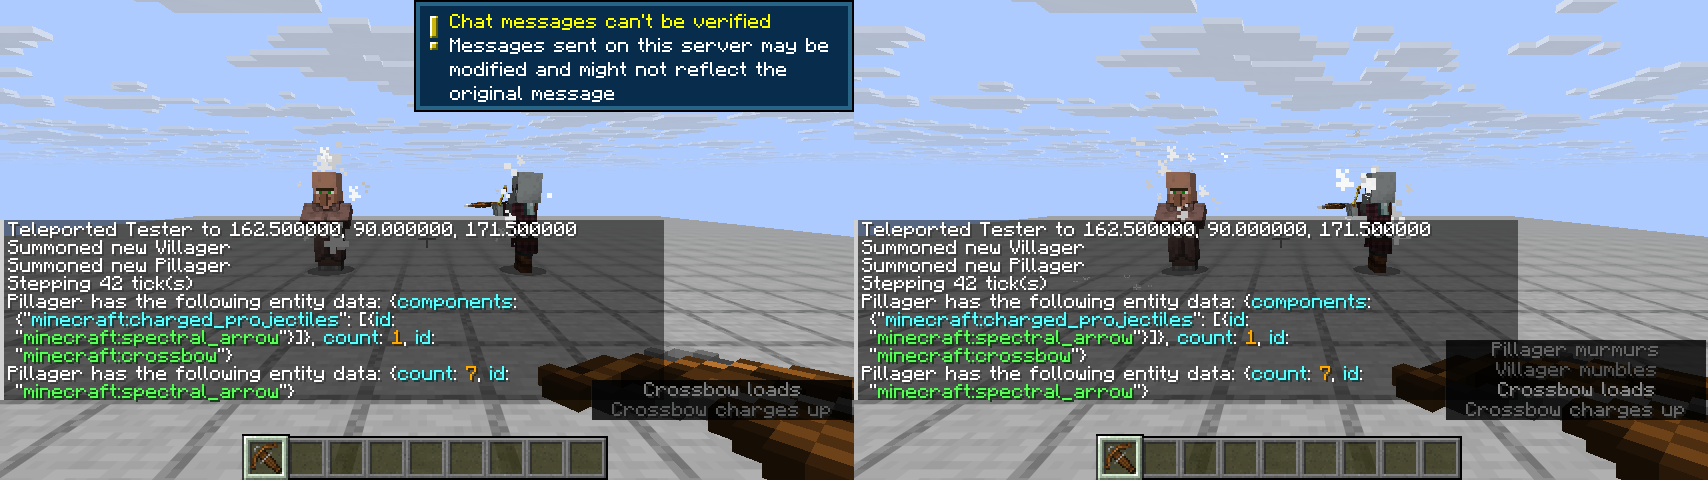 Chat messages can't be verified
Messages sent on this server may be
modified and might not reflect the
original message
Teleported Tester to 162.500000, 90.000000, 171.500000
Summoned new Villager
Summoned new Pillager
Stepping 42 tick(s)
Pillager has the following entity data: {components:
{"minecraft:charged_projectiles": [{id:
"minecraft:spectral_arrow"}]}, count: 1, id:
"minecraft:crossbow"}
Pillager has the following entity data: {count: 7, id:
"minecraft:spectral_arrow"}
Crossbow loads
Crossbow charges up
Teleported Tester to 162.500000, 90.000000, 171.500000
Summoned new Villager
Summoned new Pillager
Stepping 42 tick(s)
Pillager has the following entity data: {components:
{"minecraft:charged_projectiles": [{id:
"minecraft:spectral_arrow"}]}, count: 1, id:
"minecraft:crossbow"}
Pillager has the following entity data: {count: 7, id:
"minecraft:spectral_arrow"}
Pillager murmurs
Villager mumbles
Crossbow loads
Crossbow charges up